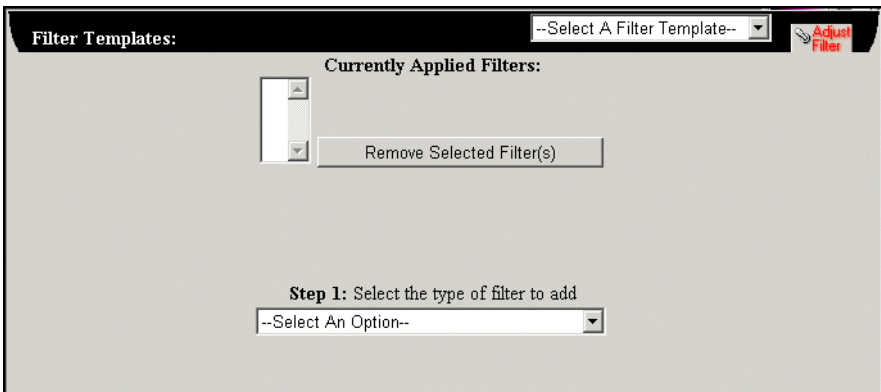 Filter Templates:
--Select A Filter Template--
Adjust
Filter
Currently Applied Filters:
Remove Selected Filter(s)
Step 1: Select the type of filter to add
--Select An Option--